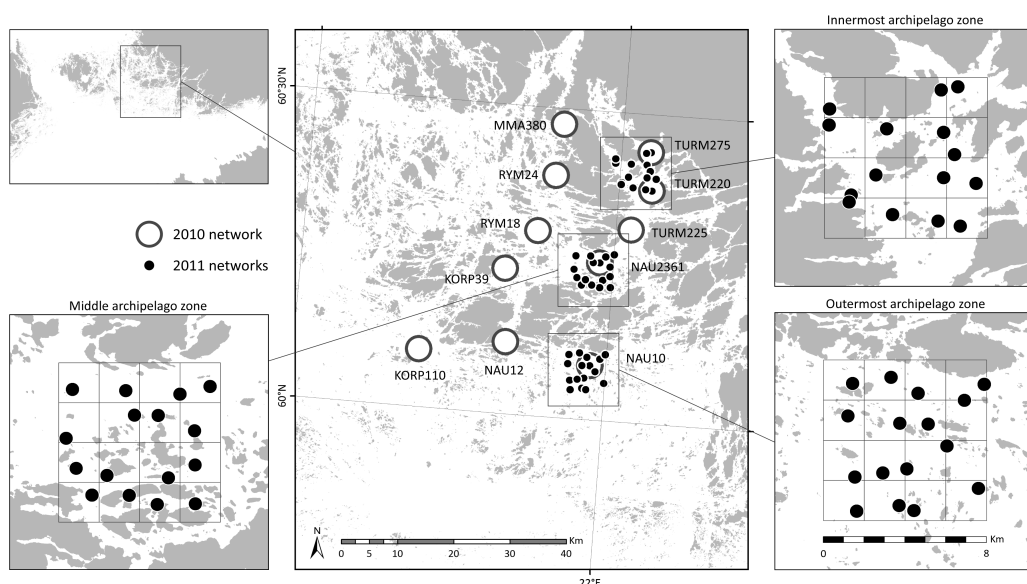 Innermost archipelago zone
60°30'N
MMA380
TURM275
RYM24
TURM220
RYM18
TURM225
2010 network
2011 networks
KORP39
NAU2361
Middle archipelago zone
Outermost archipelago zone
NAU10
NAU12
KORP110
60°N
N
0 5 10 20 30 40 Km
0 8 Km
22°E